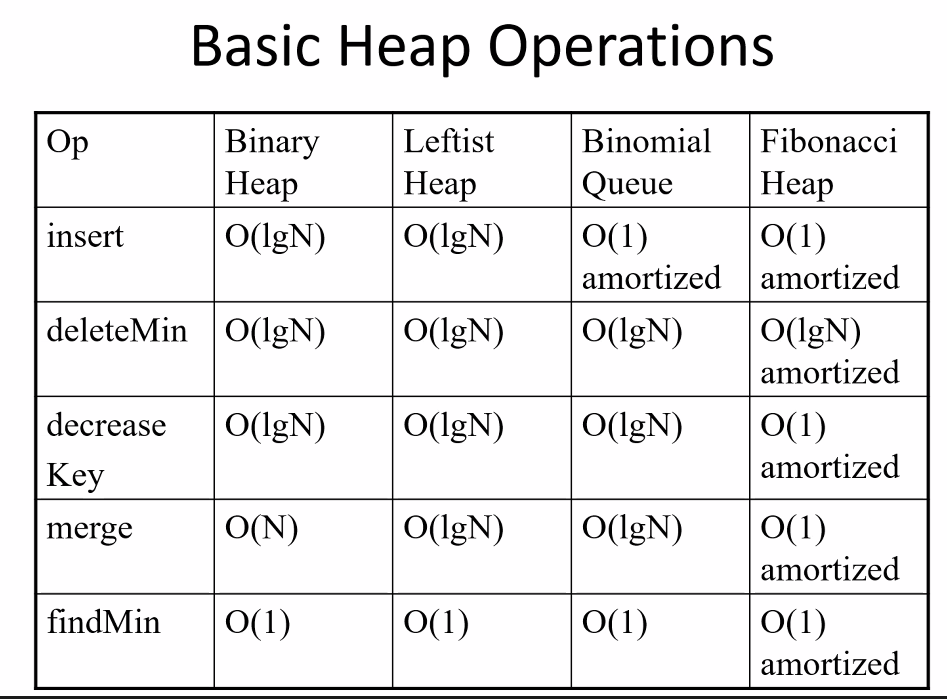 Basic Heap Operations
Op
Binary
Heap
Leftist
Heap
Binomial
Queue
Fibonacci
Heap
insert
O(lgN)
O(lgN)
O(1)
amortized
O(1)
amortized
deleteMin
O(lgN)
O(lgN)
O(lgN)
O(lgN)
amortized
decrease
Key
O(lgN)
O(lgN)
O(lgN)
O(1)
amortized
merge
O(N)
O(lgN)
O(lgN)
O(1)
amortized
findMin
O(1)
O(1)
O(1)
O(1)
amortized